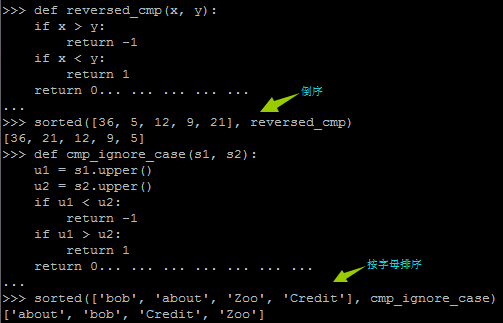 >>> def reversed_cmp(x, y):
    if x > y:
        return -1
    if x < y:
        return 1
    return 0... ... ... ... ...
倒序
...
>>> sorted([36, 5, 12, 9, 21], reversed_cmp)
[36, 21, 12, 9, 5]
>>> def cmp_ignore_case(s1, s2):
    u1 = s1.upper()
    u2 = s2.upper()
    if u1 < u2:
        return -1
    if u1 > u2:
        return 1
    return 0... ... ... ... ... ... ...
按字母排序
...
>>> sorted(['bob', 'about', 'Zoo', 'Credit'], cmp_ignore_case)
['about', 'bob', 'Credit', 'Zoo']